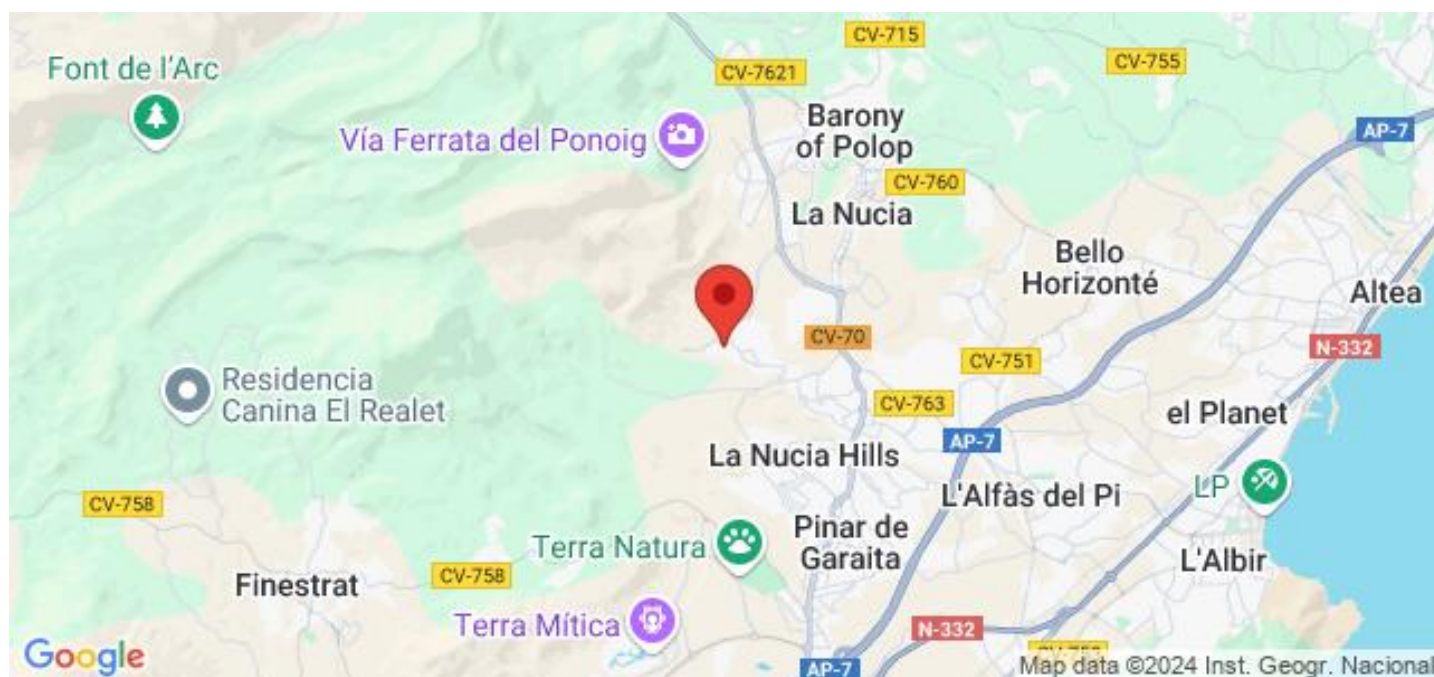 CV-715
Font de l'Arc
CV-7621
CV-755
Barony
of Polop
AP-7
Vía Ferrata del Ponoig
CV-760
La Nucia
Bello
Horizonté
Altea
CV-70
N-332
CV-751
Residencia
Canina El Realet
CV-763
el Planet
AP-7
La Nucia Hills
LP
L'Alfàs del Pi
CV-758
Pinar de
Garaita
Terra Natura
L'Albir
CV-758
Finestrat
Terra Mítica
N-332
Google
AP-7
Map data ©2024 Inst. Geogr. Nacional